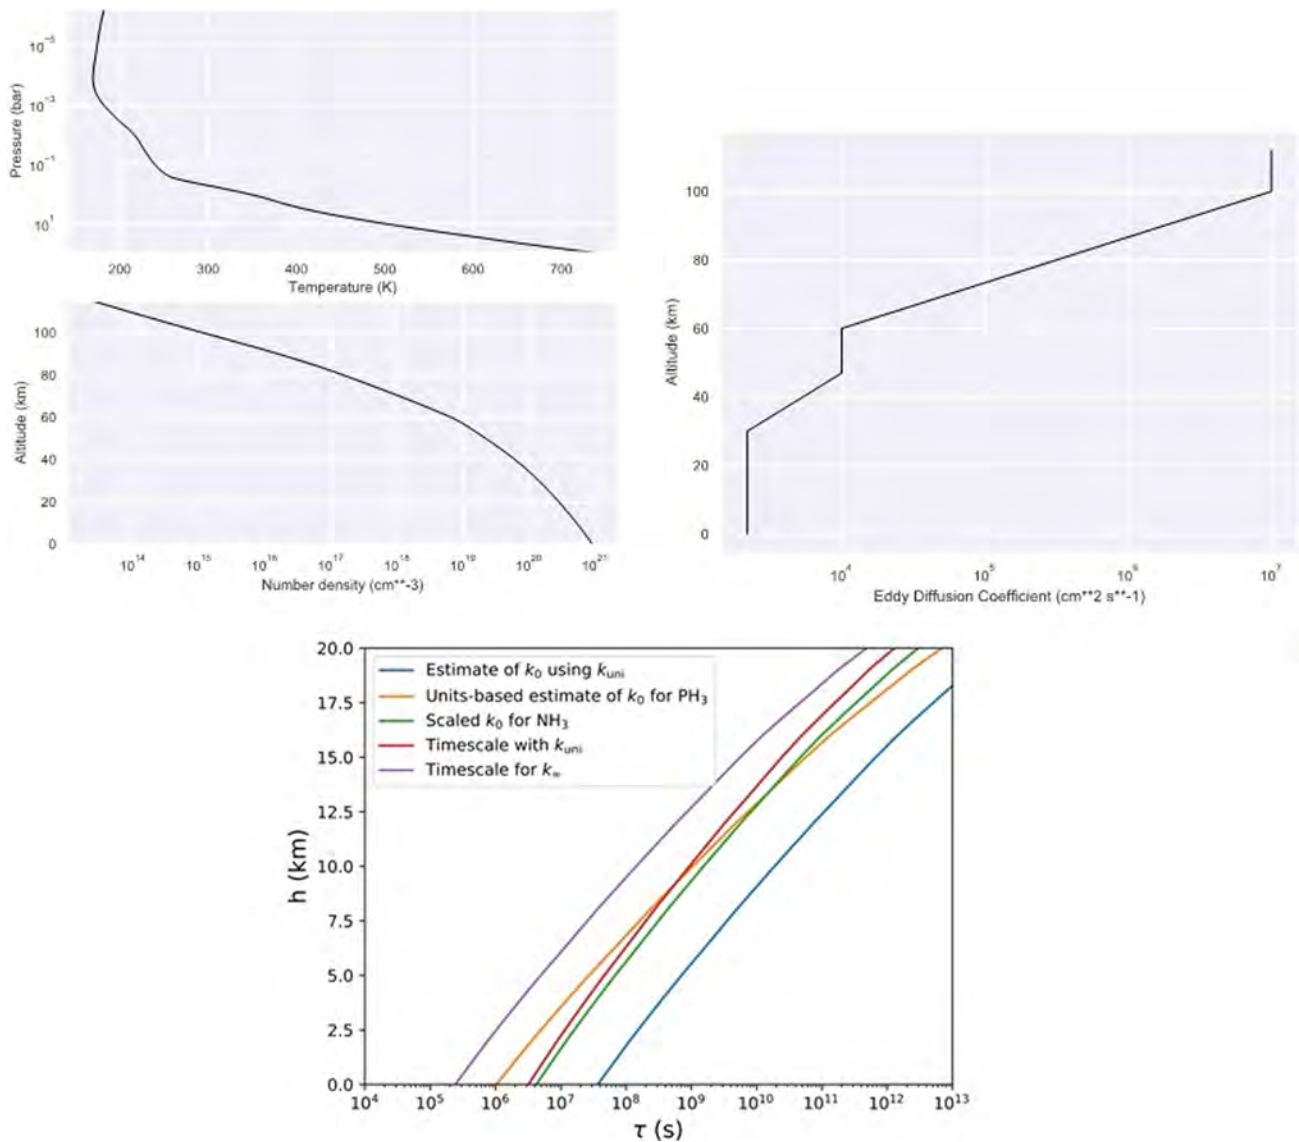 Pressure (bar)
10⁻⁵
10⁻³
10⁻¹
10¹
200 300 400 500 600 700
Temperature (K)
Altitude (km)
100
80
60
40
20
0
10¹⁴ 10¹⁵ 10¹⁶ 10¹⁷ 10¹⁸ 10¹⁹ 10²⁰ 10²¹
Number density (cm**-3)
Altitude (km)
100
80
60
40
20
0
10⁴ 10⁵ 10⁶ 10⁷
Eddy Diffusion Coefficient (cm**2 s**-1)
h (km)
20.0
17.5
15.0
12.5
10.0
7.5
5.0
2.5
0.0
Estimate of k₀ using kuni
Units-based estimate of k₀ for PH₃
Scaled k₀ for NH₃
Timescale with kuni
Timescale for k∞
10⁴ 10⁵ 10⁶ 10⁷ 10⁸ 10⁹ 10¹⁰ 10¹¹ 10¹² 10¹³
τ (s)